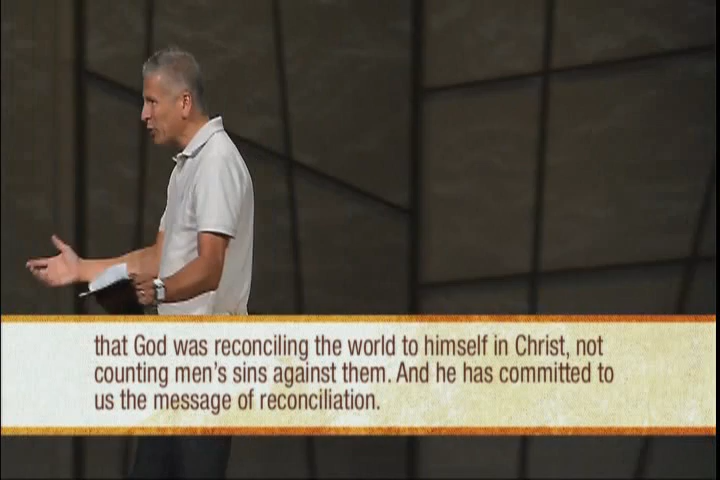 that God was reconciling the world to himself in Christ, not
counting men's sins against them. And he has committed to
us the message of reconciliation.